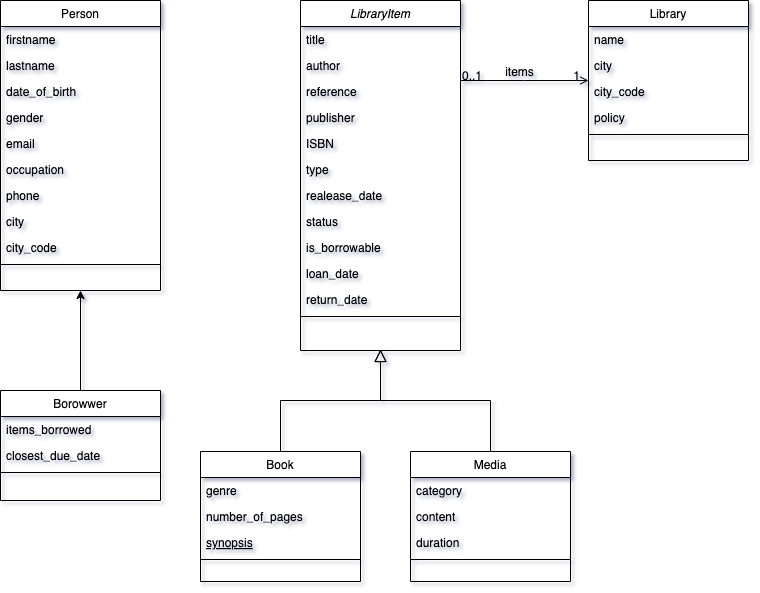 Person
firstname
lastname
date_of_birth
gender
email
occupation
phone
city
city_code
LibraryItem
title
author
reference
publisher
ISBN
type
realease_date
status
is_borrowable
loan_date
return_date
0..1 items 1
Library
name
city
city_code
policy
Borowwer
items_borrowed
closest_due_date
Book
genre
number_of_pages
synopsis
Media
category
content
duration